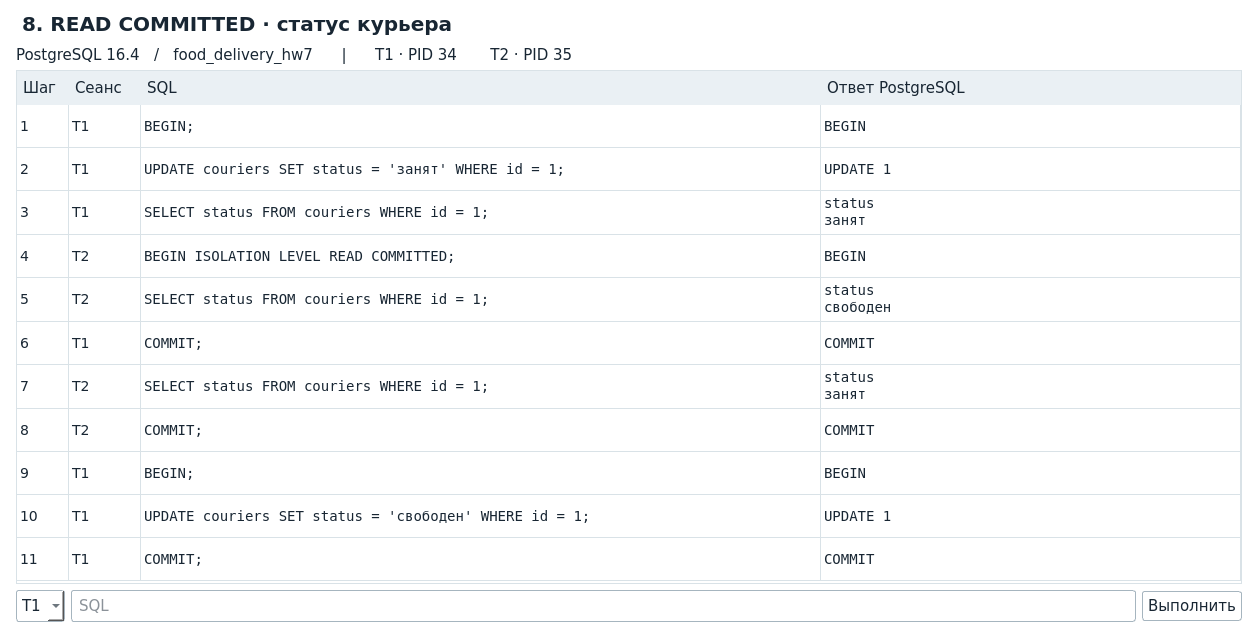 8. READ COMMITTED · статус курьера
PostgreSQL 16.4 / food_delivery_hw7 | T1 · PID 34 T2 · PID 35
Шаг Сеанс SQL Ответ PostgreSQL
1 T1 BEGIN; BEGIN
2 T1 UPDATE couriers SET status = 'занят' WHERE id = 1; UPDATE 1
3 T1 SELECT status FROM couriers WHERE id = 1; status
занят
4 T2 BEGIN ISOLATION LEVEL READ COMMITTED; BEGIN
5 T2 SELECT status FROM couriers WHERE id = 1; status
свободен
6 T1 COMMIT; COMMIT
7 T2 SELECT status FROM couriers WHERE id = 1; status
занят
8 T2 COMMIT; COMMIT
9 T1 BEGIN; BEGIN
10 T1 UPDATE couriers SET status = 'свободен' WHERE id = 1; UPDATE 1
11 T1 COMMIT; COMMIT
T1 SQL Выполнить